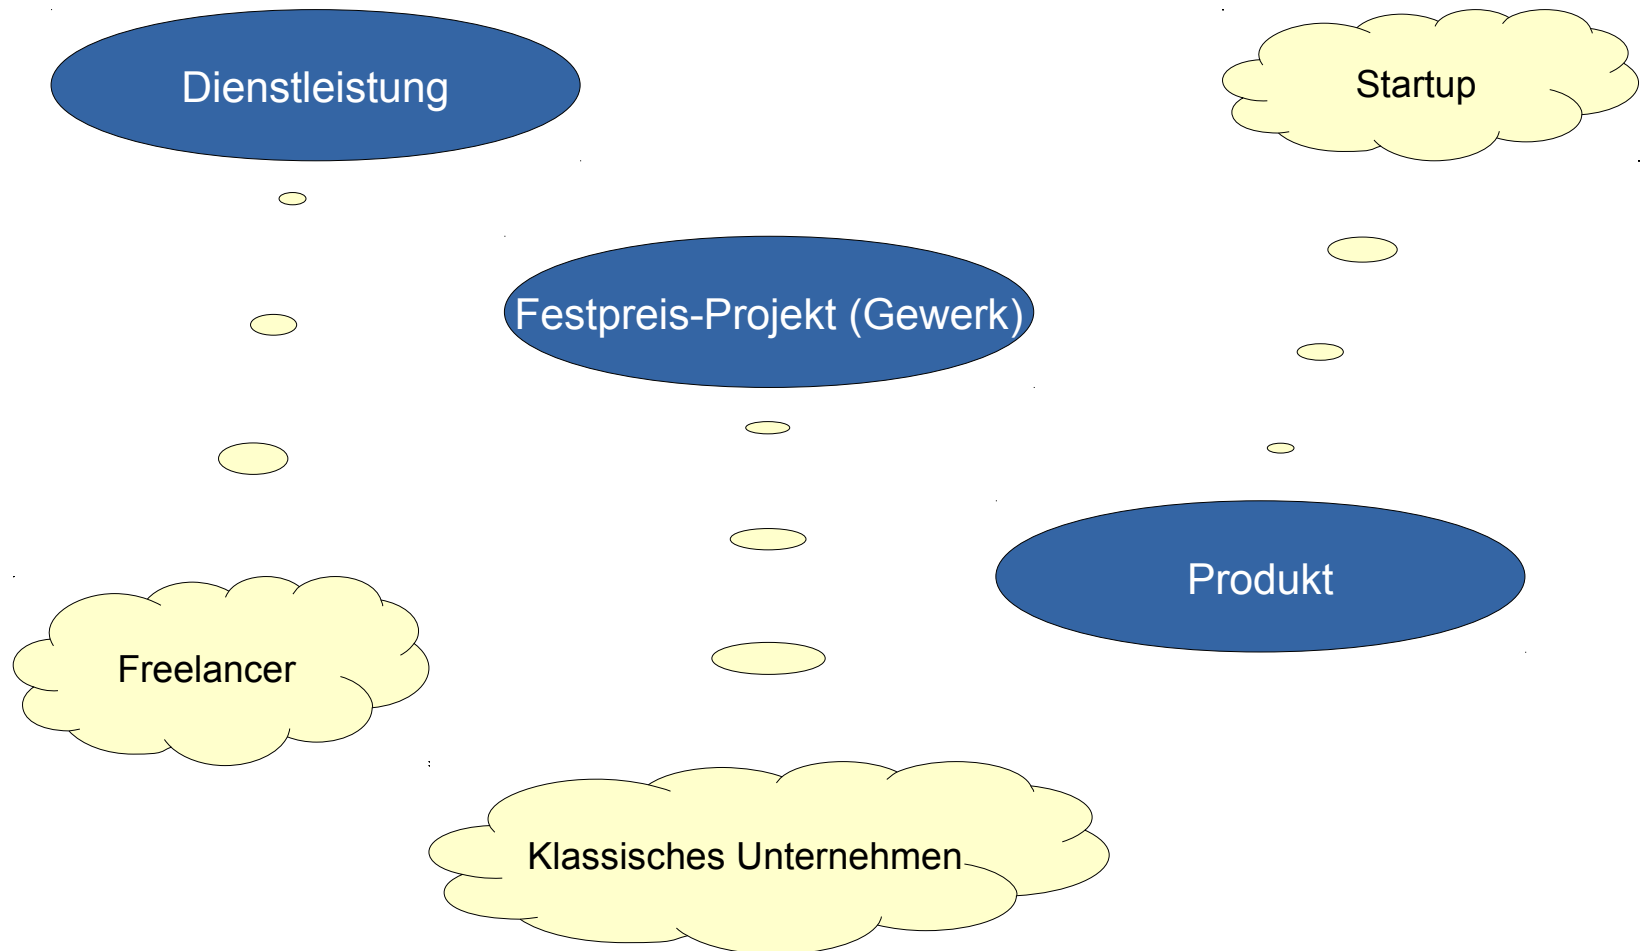 Dienstleistung
Startup
Festpreis-Projekt (Gewerk)
Produkt
Freelancer
Klassisches Unternehmen